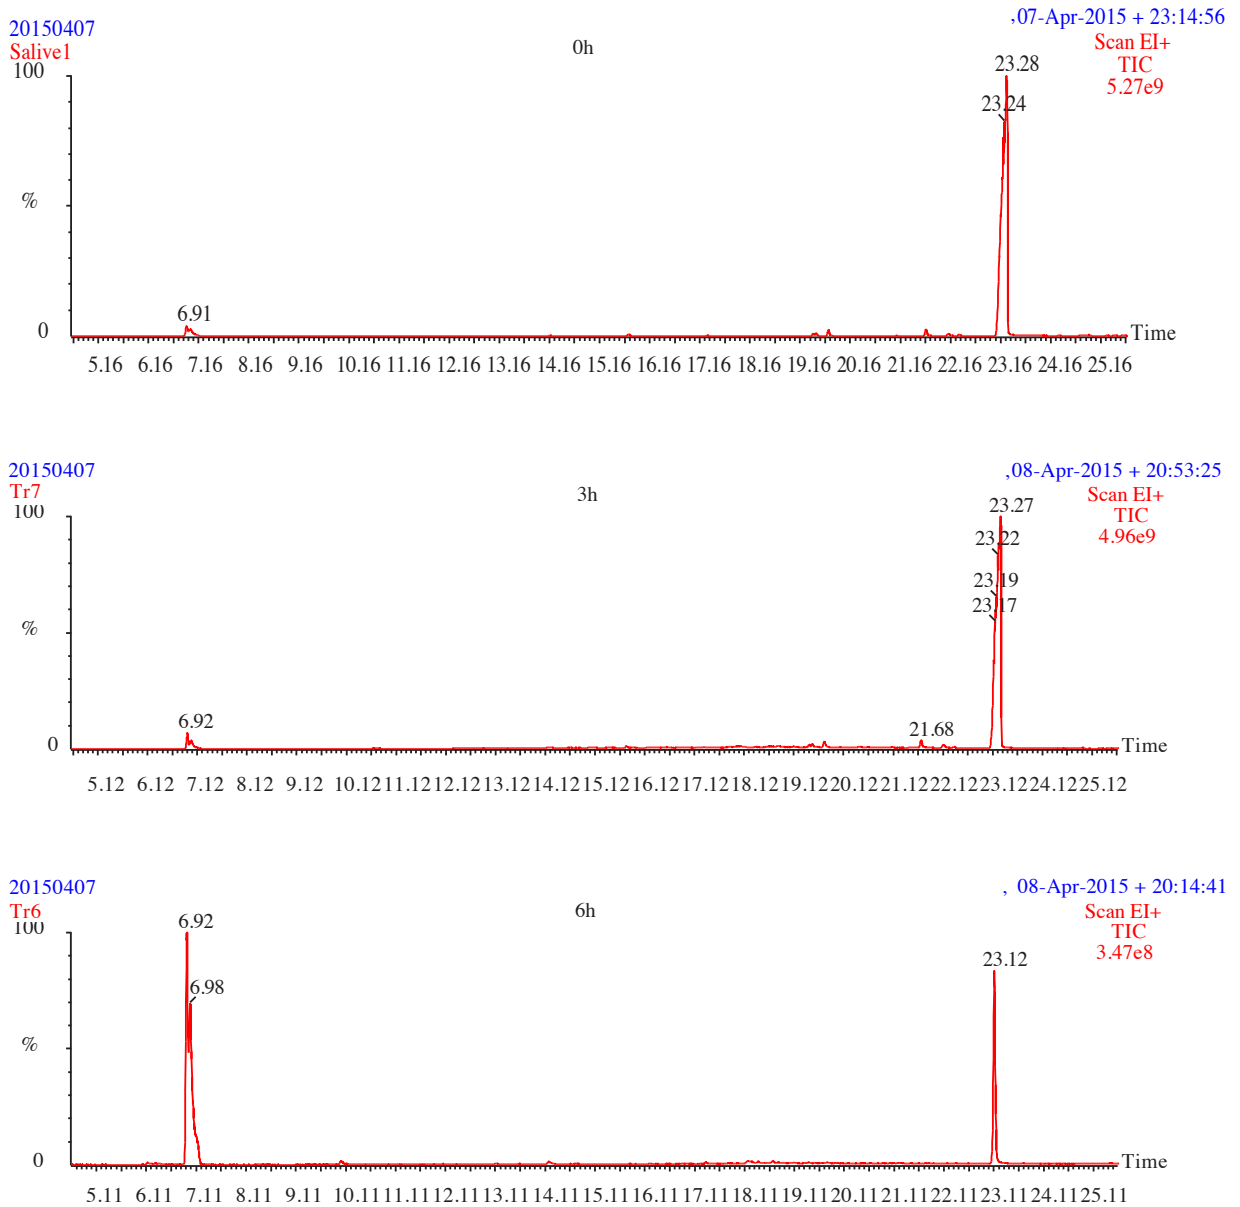 20150407
,07-Apr-2015 + 23:14:56
Salive1
0h
Scan EI+
TIC
5.27e9
100
23.28
23.24
%
6.91
0
Time
5.16 6.16 7.16 8.16 9.16 10.16 11.16 12.16 13.16 14.16 15.16 16.16 17.16 18.16 19.16 20.16 21.16 22.16 23.16 24.16 25.16
20150407
,08-Apr-2015 + 20:53:25
Tr7
3h
Scan EI+
TIC
4.96e9
100
23.27
23.22
23.19
23.17
%
6.92
21.68
0
Time
5.12 6.12 7.12 8.12 9.12 10.12 11.12 12.12 13.12 14.12 15.12 16.12 17.12 18.12 19.12 20.12 21.12 22.12 23.12 24.12 25.12
20150407
, 08-Apr-2015 + 20:14:41
Tr6
6h
Scan EI+
TIC
3.47e8
100
6.92
6.98
23.12
%
0
Time
5.11 6.11 7.11 8.11 9.11 10.11 11.11 12.11 13.11 14.11 15.11 16.11 17.11 18.11 19.11 20.11 21.11 22.11 23.11 24.11 25.11